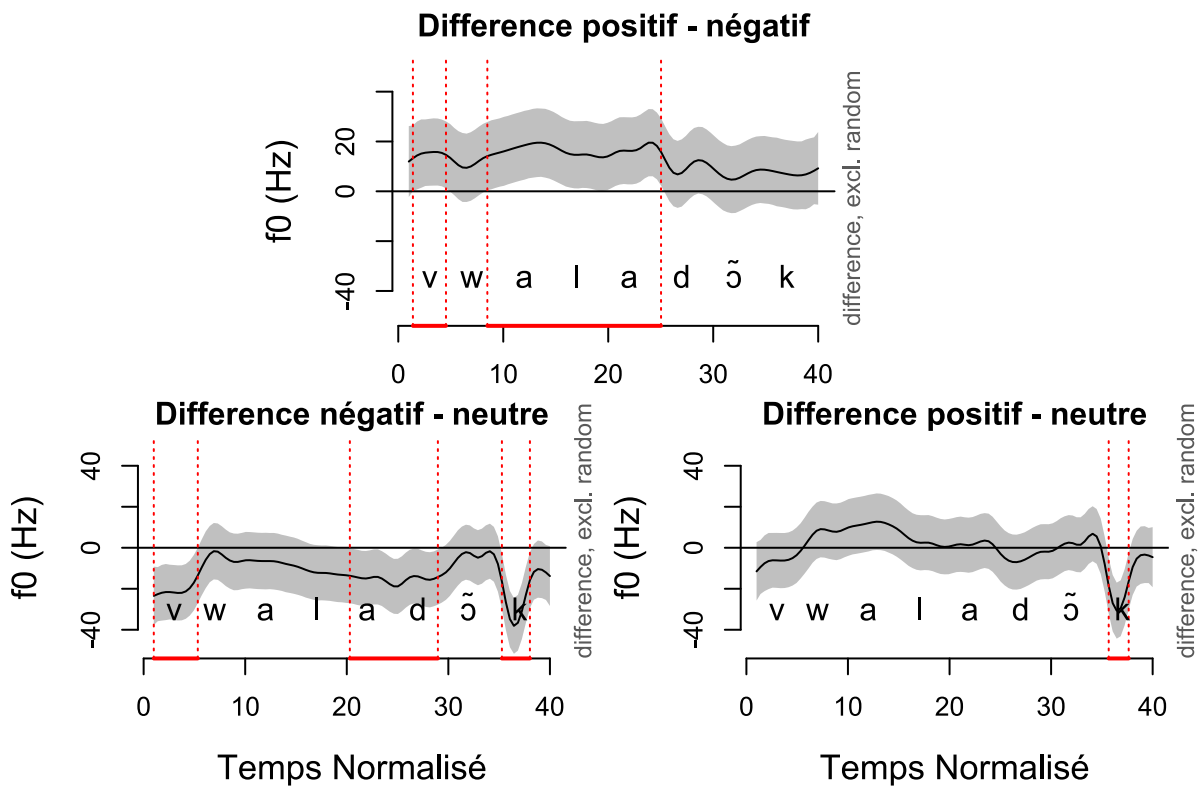 Difference positif - négatif
f0 (Hz)
20
0
-40
v w a l a d ɔ̃ k
difference, excl. random
0 10 20 30 40
Difference négatif - neutre
f0 (Hz)
40
0
-40
v w a l a d ɔ̃ k
difference, excl. random
0 10 20 30 40
Temps Normalisé
Difference positif - neutre
f0 (Hz)
40
0
-40
v w a l a d ɔ̃ k
difference, excl. random
0 10 20 30 40
Temps Normalisé